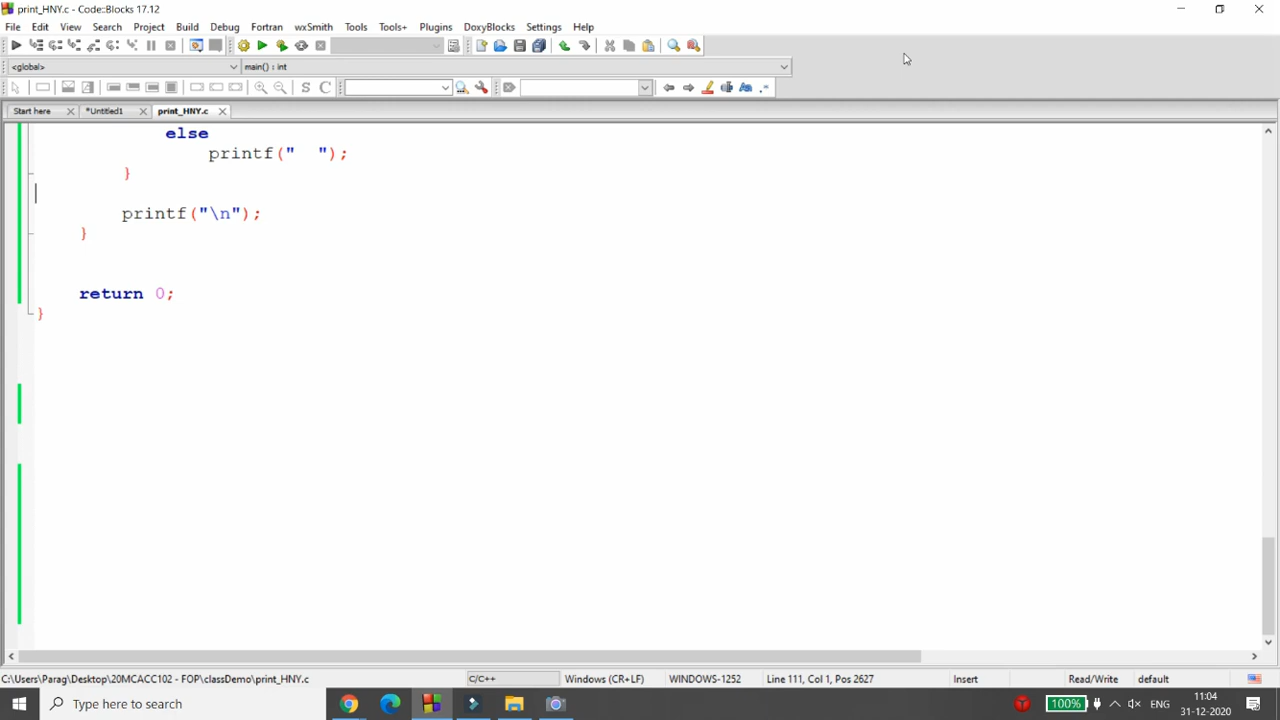 print_HNY.c - Code::Blocks 17.12
File Edit View Search Project Build Debug Fortran wxSmith Tools Tools+ Plugins DoxyBlocks Settings Help
<global> main() : int
S C
Start here *Untitled1 print_HNY.c
else
printf("  ");
}
printf("\n");
}
return 0;
}
C:\Users\Parag\Desktop\20MCACC102 - FOP\classDemo\print_HNY.c C/C++ Windows (CR+LF) WINDOWS-1252 Line 111, Col 1, Pos 2627 Insert Read/Write default
Type here to search 100% ENG 11:04
31-12-2020